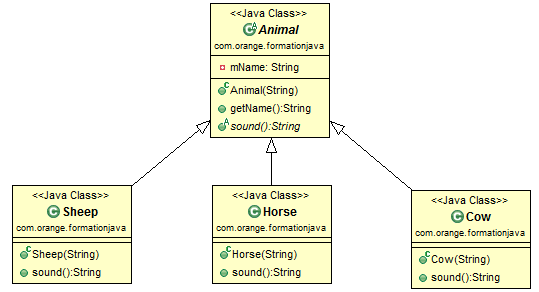 <<Java Class>>
Animal
com.orange.formationjava
mName: String
Animal(String)
getName():String
sound():String
<<Java Class>>
Sheep
com.orange.formationjava
Sheep(String)
sound():String
<<Java Class>>
Horse
com.orange.formationjava
Horse(String)
sound():String
<<Java Class>>
Cow
com.orange.formationjava
Cow(String)
sound():String